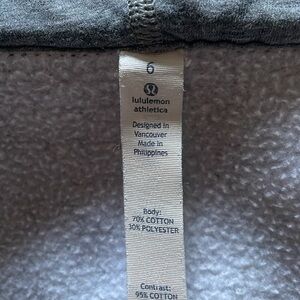 6
lululemon
athletica
Designed in
Vancouver
Made in
Philippines
Body:
70% COTTON
30% POLYESTER
Contrast:
95% COTTON